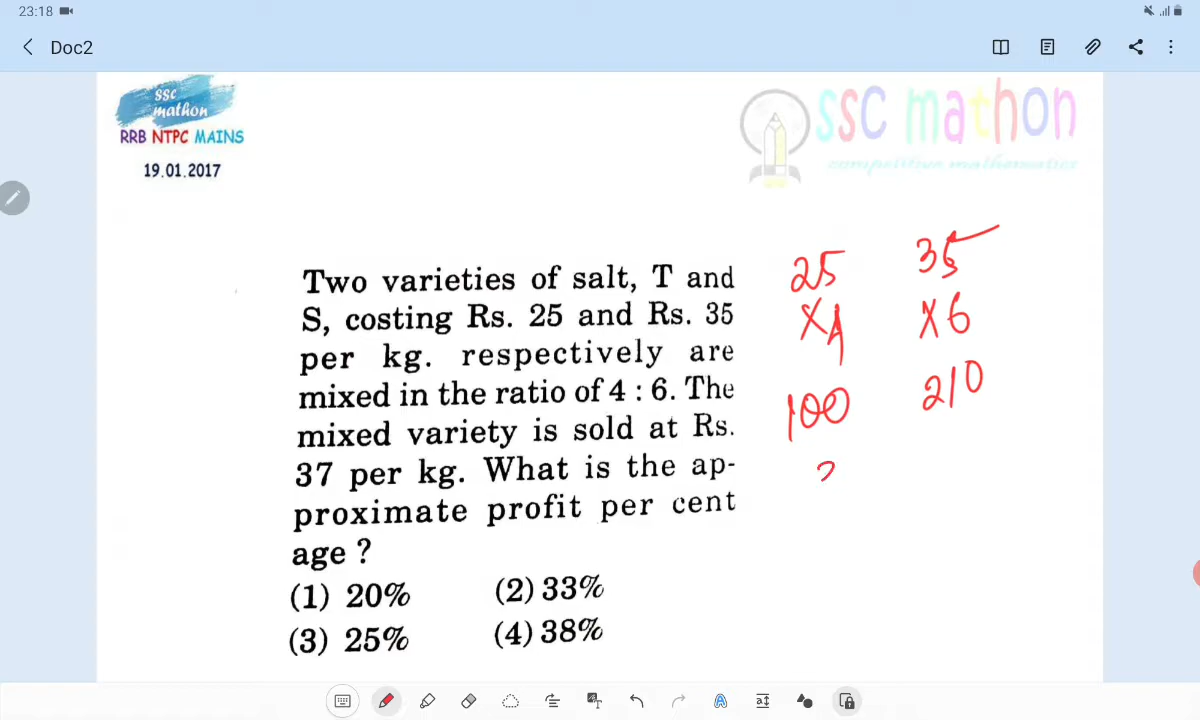 23:18
Doc2
ssc
mathon
RRB NTPC MAINS
19.01.2017
ssc mathon
competitive mathematics
Two varieties of salt, T and
S, costing Rs. 25 and Rs. 35
per kg. respectively are
mixed in the ratio of 4 : 6. The
mixed variety is sold at Rs.
37 per kg. What is the ap-
proximate profit per cent
age ?
(1) 20% (2) 33%
(3) 25% (4) 38%
25 35
×4 ×6
100 210